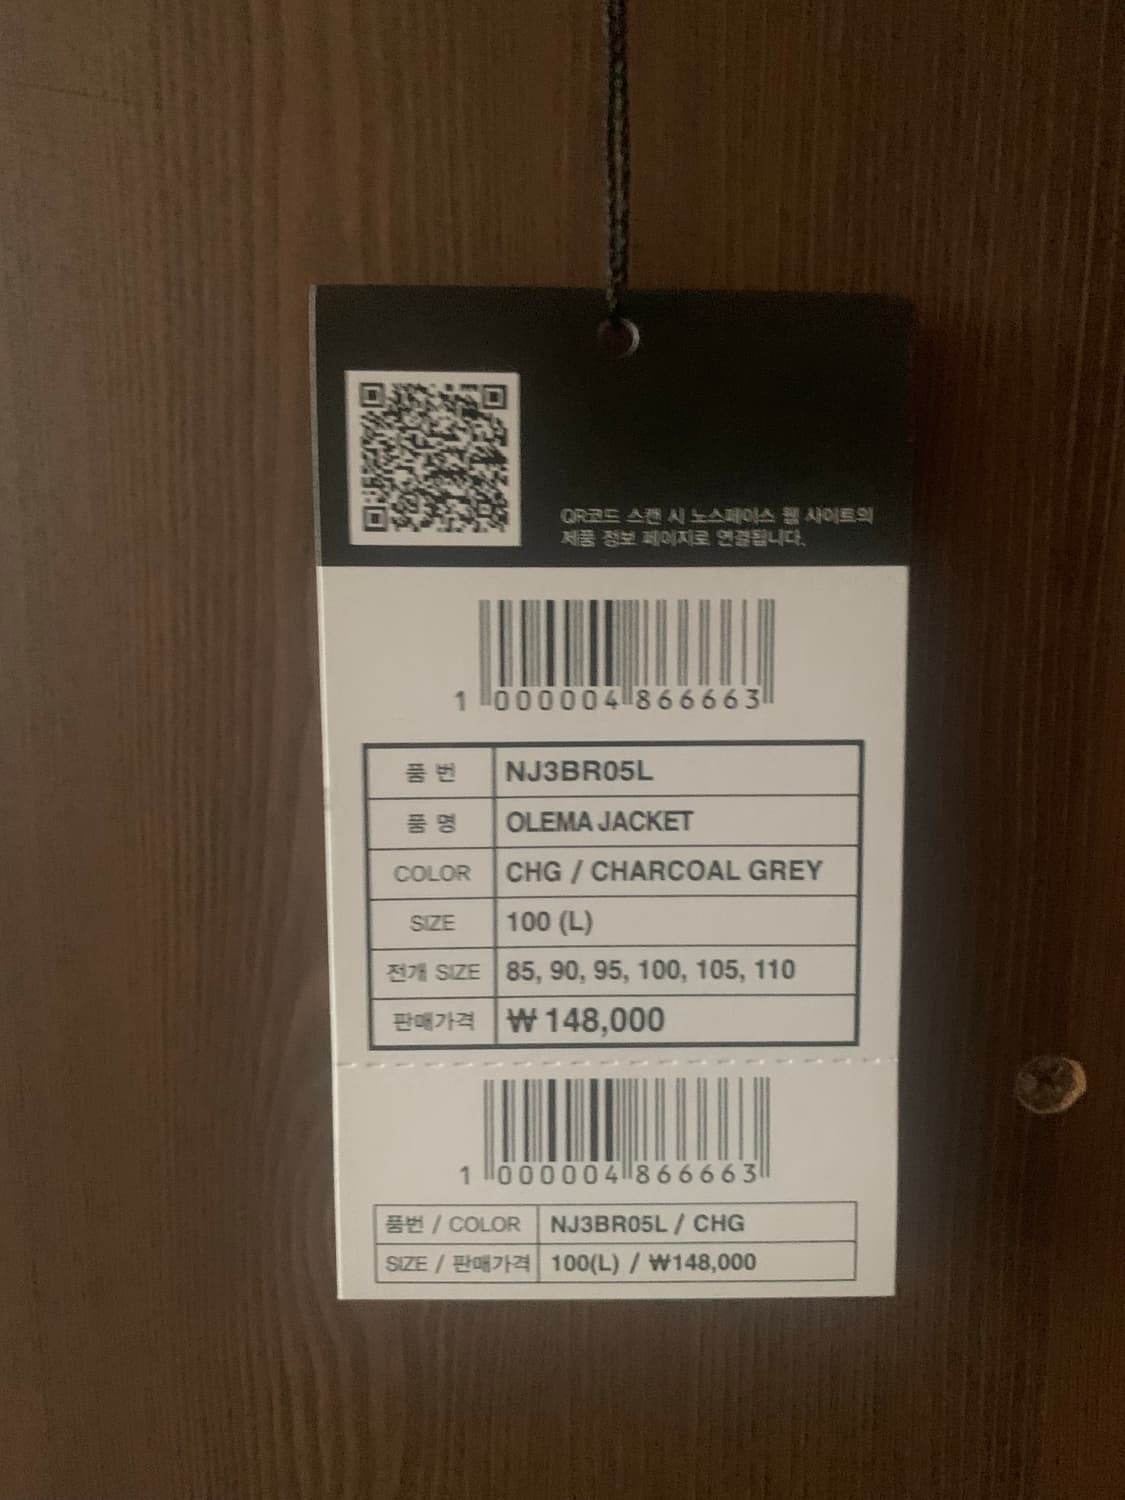 QR코드 스캔 시 노스페이스 웹 사이트의
제품 정보 페이지로 연결됩니다.
1 000004 866663
품 번 NJ3BR05L
품 명 OLEMA JACKET
COLOR CHG / CHARCOAL GREY
SIZE 100 (L)
전개 SIZE 85, 90, 95, 100, 105, 110
판매가격 ₩ 148,000
1 000004 866663
품번 / COLOR NJ3BR05L / CHG
SIZE / 판매가격 100(L) / ₩148,000